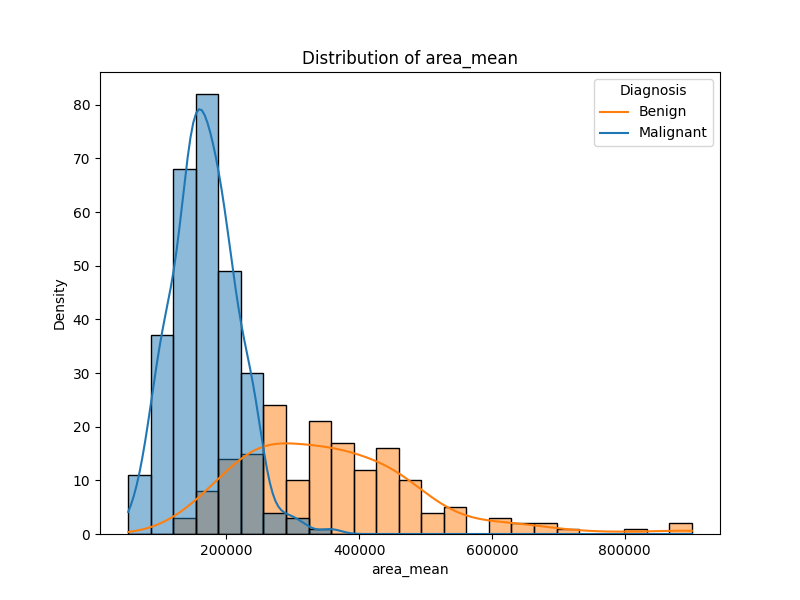 Distribution of area_mean
Diagnosis
Benign
Malignant
Density
80
70
60
50
40
30
20
10
0
200000
400000
600000
800000
area_mean